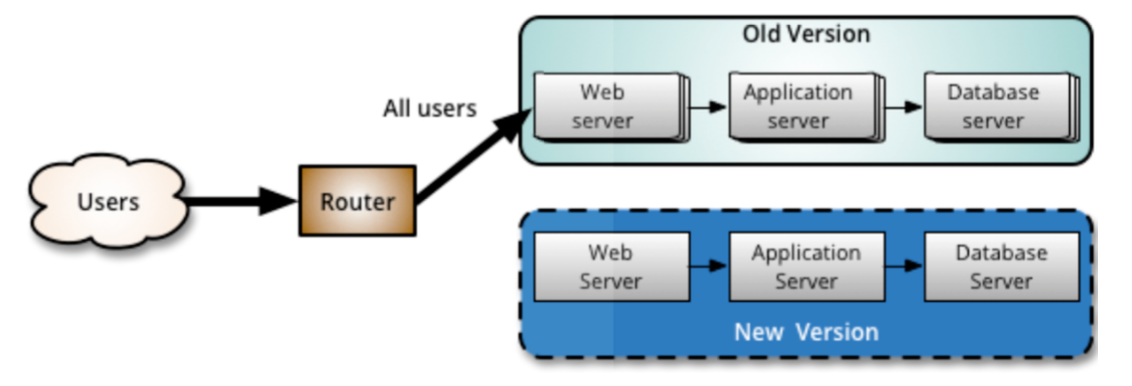 Old Version
Web
server
Application
server
Database
server
All users
Users
Router
Web
Server
Application
Server
Database
Server
New Version